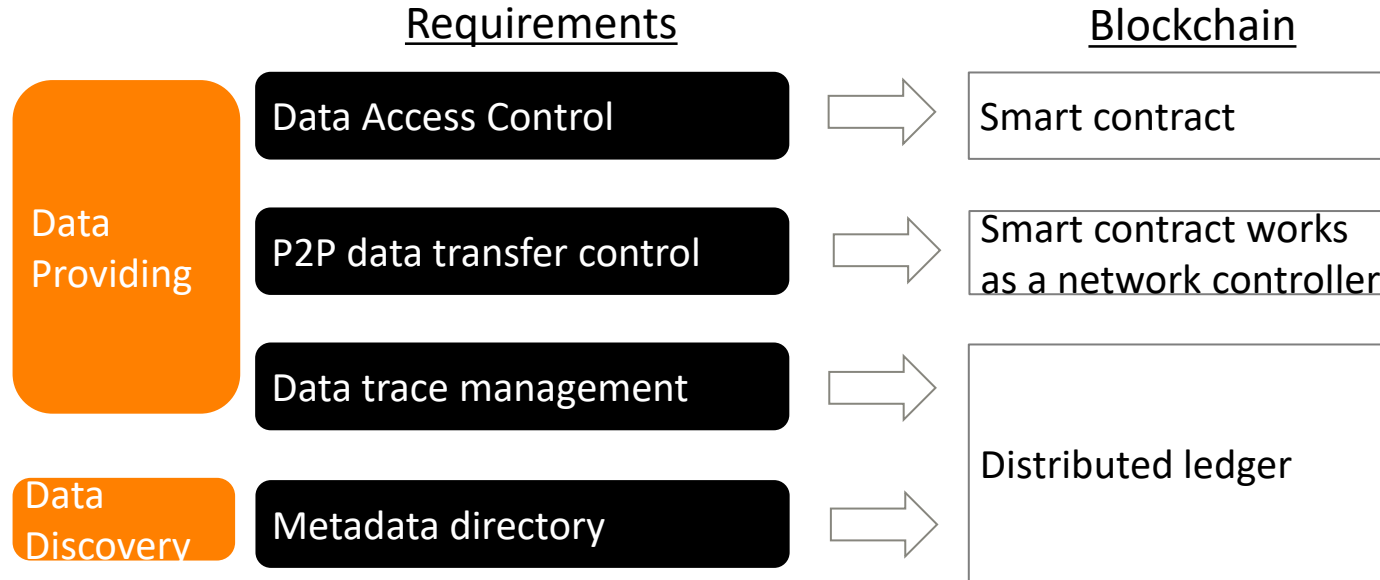 Requirements
Blockchain
Data
Providing
Data Access Control
Smart contract
P2P data transfer control
Smart contract works
as a network controller
Data trace management
Distributed ledger
Data
Discovery
Metadata directory